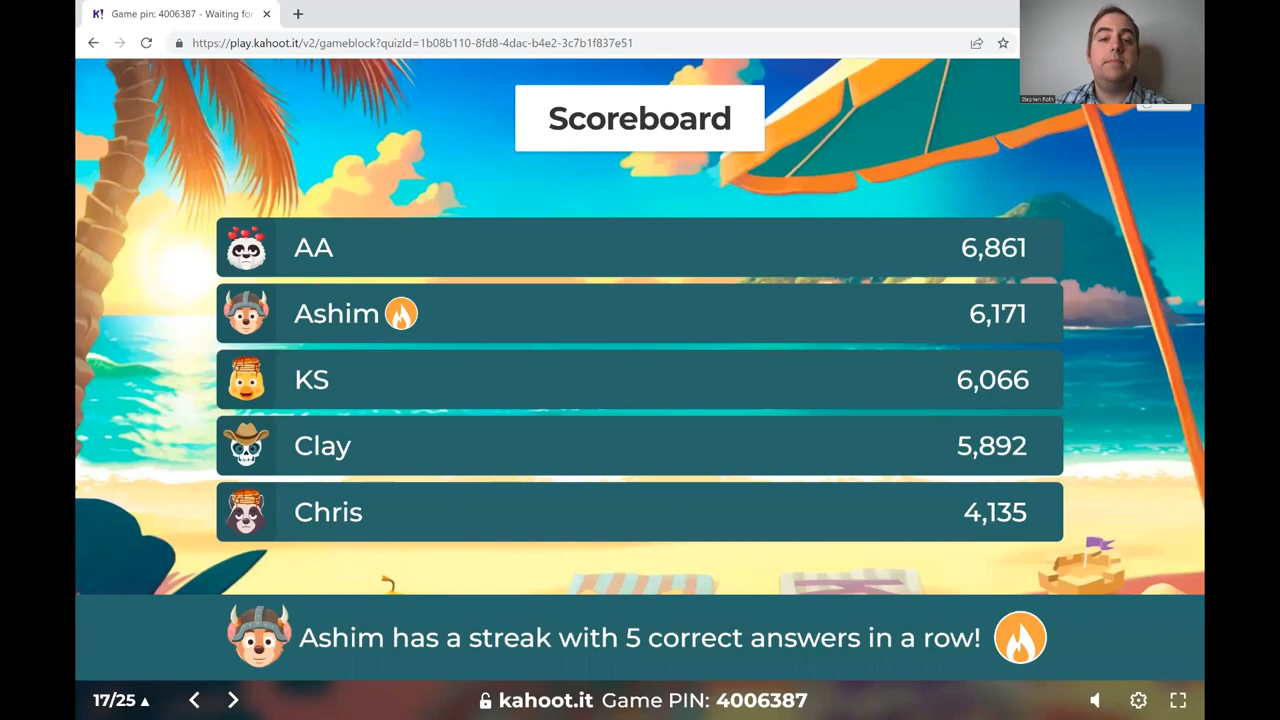 K! Game pin: 4006387 - Waiting for
https://play.kahoot.it/v2/gameblock?quizId=1b08b110-8fd8-4dac-b4e2-3c7b1f837e51
Stephen Roth
Scoreboard
AA 6,861
Ashim 6,171
KS 6,066
Clay 5,892
Chris 4,135
Ashim has a streak with 5 correct answers in a row!
17/25
kahoot.it Game PIN: 4006387